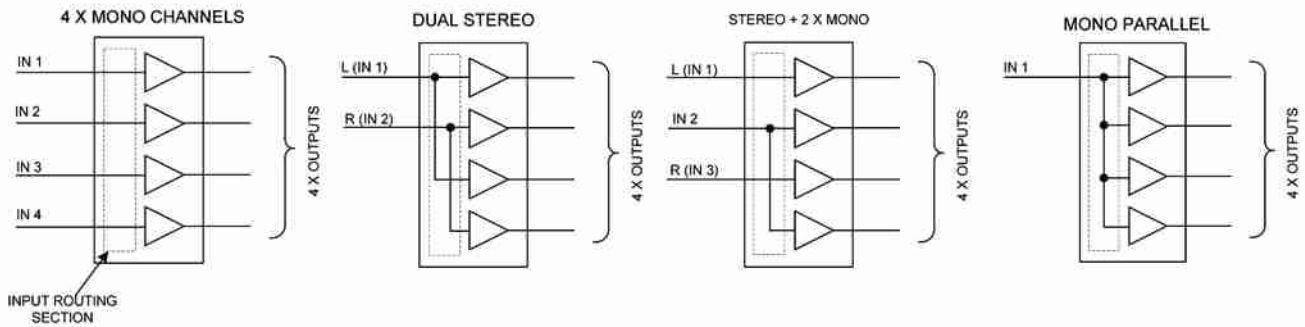 4 X MONO CHANNELS
IN 1
IN 2
IN 3
IN 4
4 X OUTPUTS
INPUT ROUTING
SECTION
DUAL STEREO
L (IN 1)
R (IN 2)
4 X OUTPUTS
STEREO + 2 X MONO
L (IN 1)
IN 2
R (IN 3)
4 X OUTPUTS
MONO PARALLEL
IN 1
4 X OUTPUTS